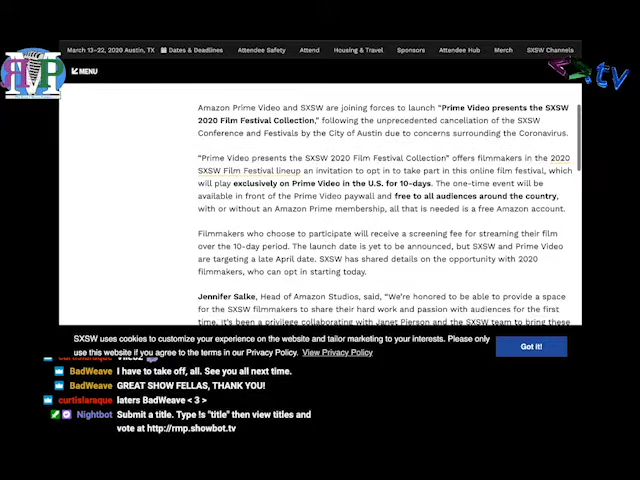 March 13–22, 2020 Austin, TX Dates & Deadlines Attendee Safety Attend Housing & Travel Sponsors Attendee Hub Merch SXSW Channels
MENU
RMP
tv
Amazon Prime Video and SXSW are joining forces to launch “Prime Video presents the SXSW
2020 Film Festival Collection,” following the unprecedented cancellation of the SXSW
Conference and Festivals by the City of Austin due to concerns surrounding the Coronavirus.
“Prime Video presents the SXSW 2020 Film Festival Collection” offers filmmakers in the 2020
SXSW Film Festival lineup an invitation to opt in to take part in this online film festival, which
will play exclusively on Prime Video in the U.S. for 10-days. The one-time event will be
available in front of the Prime Video paywall and free to all audiences around the country,
with or without an Amazon Prime membership, all that is needed is a free Amazon account.
Filmmakers who choose to participate will receive a screening fee for streaming their film
over the 10-day period. The launch date is yet to be announced, but SXSW and Prime Video
are targeting a late April date. SXSW has shared details on the opportunity with 2020
filmmakers, who can opt in starting today.
Jennifer Salke, Head of Amazon Studios, said, “We’re honored to be able to provide a space
for the SXSW filmmakers to share their hard work and passion with audiences for the first
time. It’s been a privilege collaborating with Janet Pierson and the SXSW team to bring these
SXSW uses cookies to customize your experience on the website and tailor marketing to your interests. Please only
use this website if you agree to the terms in our Privacy Policy. View Privacy Policy
Got it!
BadWeave I have to take off, all. See you all next time.
BadWeave GREAT SHOW FELLAS, THANK YOU!
curtislaraque laters BadWeave < 3 >
Nightbot Submit a title. Type !s "title" then view titles and
vote at http://rmp.showbot.tv